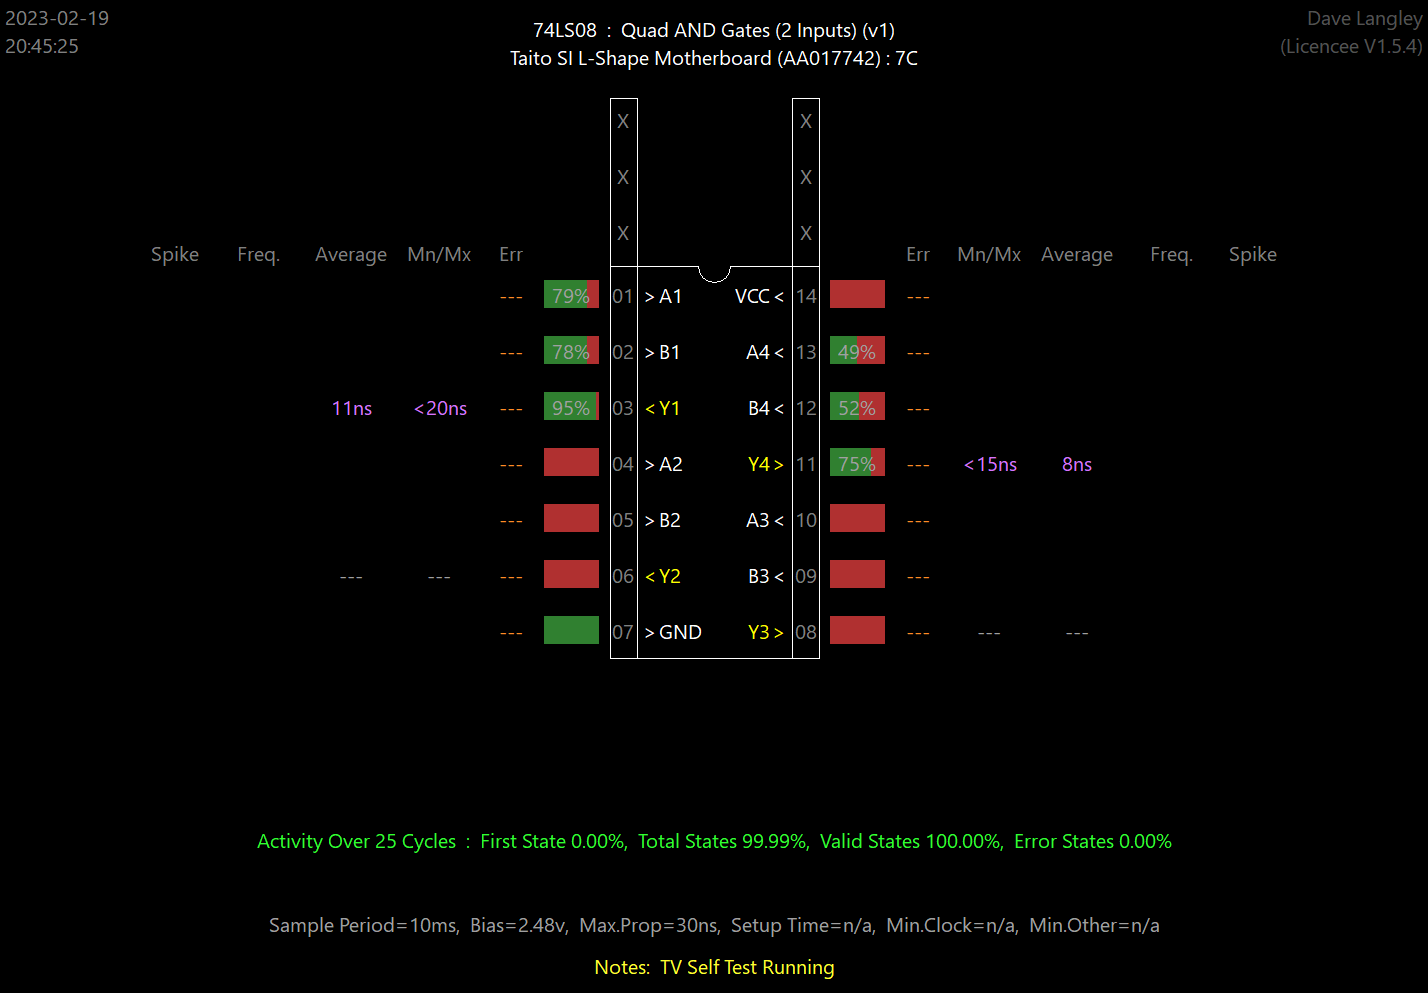 2023-02-19
20:45:25
74LS08 : Quad AND Gates (2 Inputs) (v1)
Taito SI L-Shape Motherboard (AA017742) : 7C
Dave Langley
(Licencee V1.5.4)
X X
X X
X X
Spike Freq. Average Mn/Mx Err Err Mn/Mx Average Freq. Spike
--- 79% 01 >A1 VCC< 14 ---
--- 78% 02 >B1 A4< 13 49% ---
11ns <20ns --- 95% 03 <Y1 B4< 12 52% ---
--- 04 >A2 Y4> 11 75% --- <15ns 8ns
--- 05 >B2 A3< 10 ---
--- --- --- 06 <Y2 B3< 09 ---
--- 07 >GND Y3> 08 --- --- ---
Activity Over 25 Cycles : First State 0.00%, Total States 99.99%, Valid States 100.00%, Error States 0.00%
Sample Period=10ms, Bias=2.48v, Max.Prop=30ns, Setup Time=n/a, Min.Clock=n/a, Min.Other=n/a
Notes: TV Self Test Running